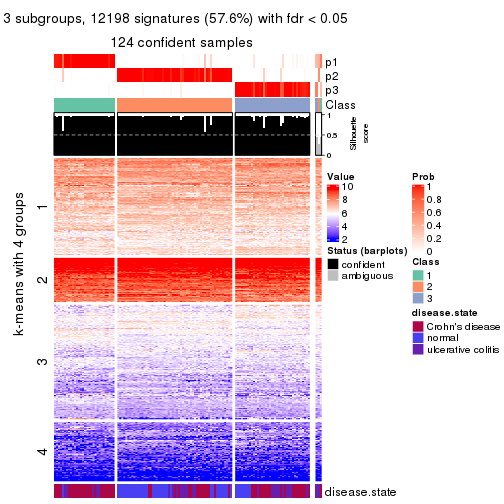 3 subgroups, 12198 signatures (57.6%) with fdr < 0.05
124 confident samples
p1
p2
p3
Class
1
0.5
0
Silhouette
score
k-means with 4 groups
1
2
3
4
disease.state
Value
10
8
6
4
2
Status (barplots)
confident
ambiguous
Prob
1
0.8
0.6
0.4
0.2
0
Class
1
2
3
disease.state
Crohn's disease
normal
ulcerative colitis